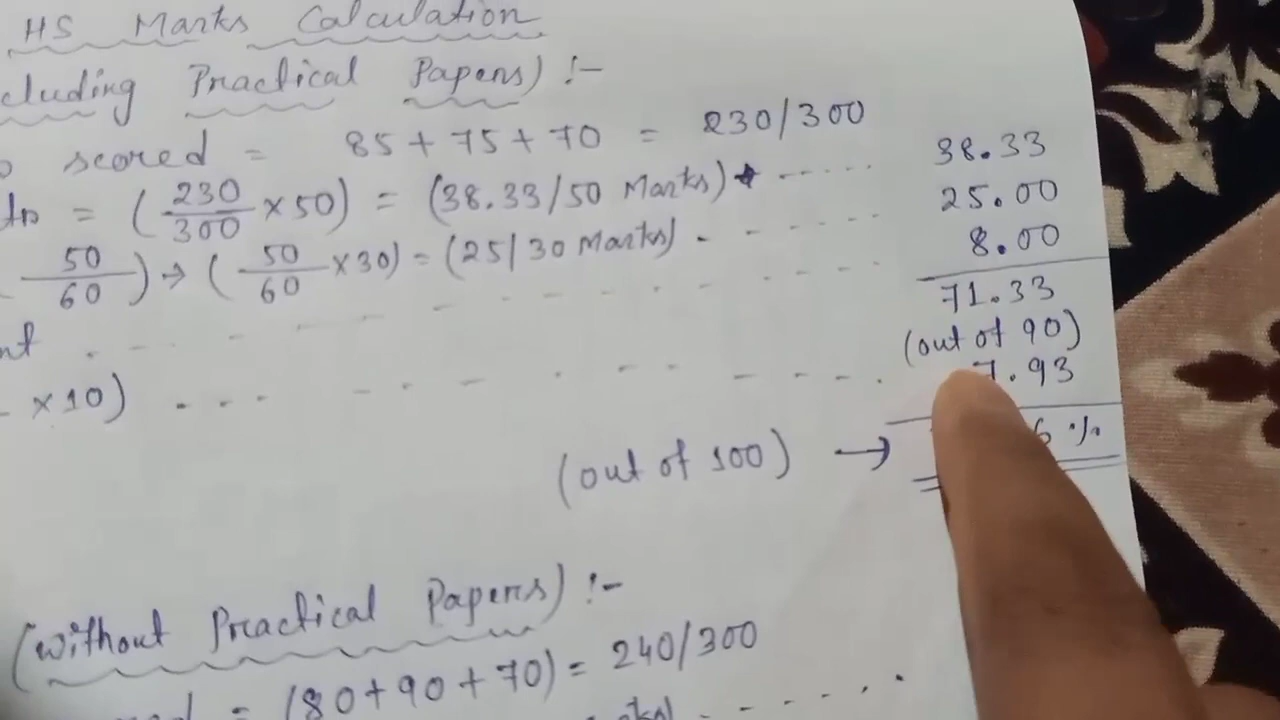 HS Marks Calculation
cluding Practical Papers) :-
scored = 85 + 75 + 70 = 230/300
= (230/300 × 50) = (38.33/50 Marks) ..... 38.33
50/60) → (50/60 × 30) = (25/30 Marks) ..... 25.00
8.00
71.33
(out of 90)
× 10) ..... 7.93
(out of 100) → 6 %
(Without Practical Papers) :-
= (80 + 90 + 70) = 240/300